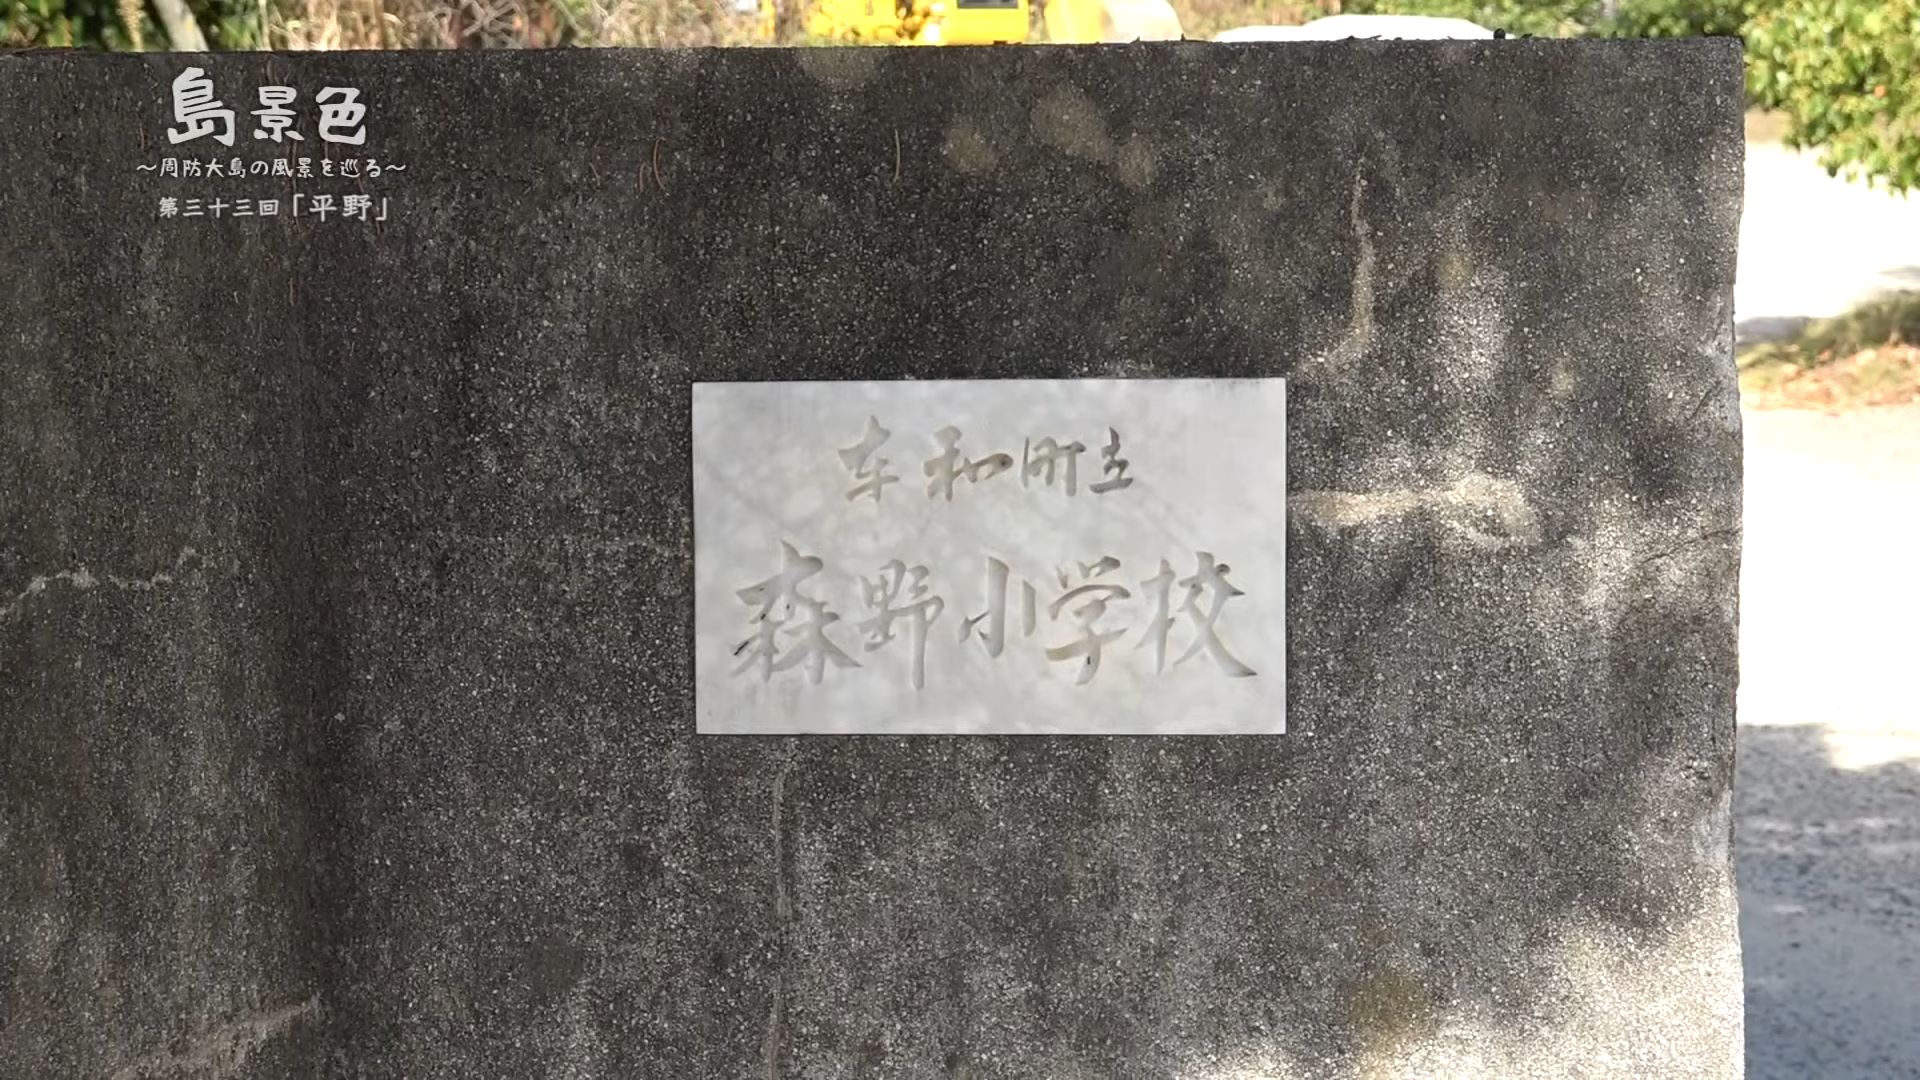 島景色
～周防大島の風景を巡る～
第三十三回「平野」
东和町立
森野小学校